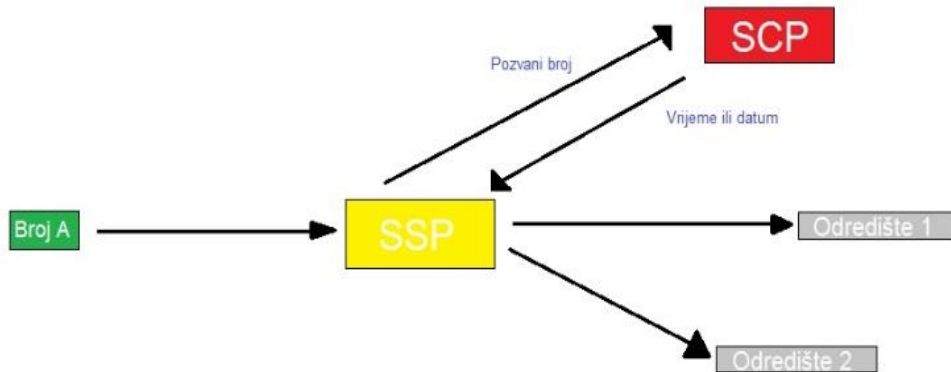 SCP
Pozvani broj
Vrijeme ili datum
Broj A
SSP
Odredište 1
Odredište 2